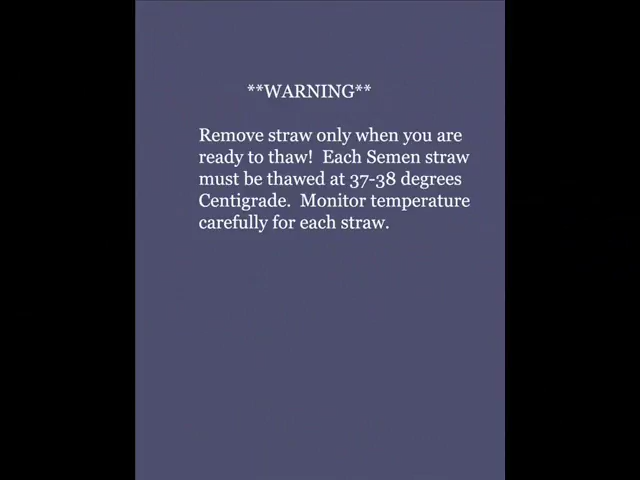 **WARNING**
Remove straw only when you are
ready to thaw!  Each Semen straw
must be thawed at 37-38 degrees
Centigrade.  Monitor temperature
carefully for each straw.